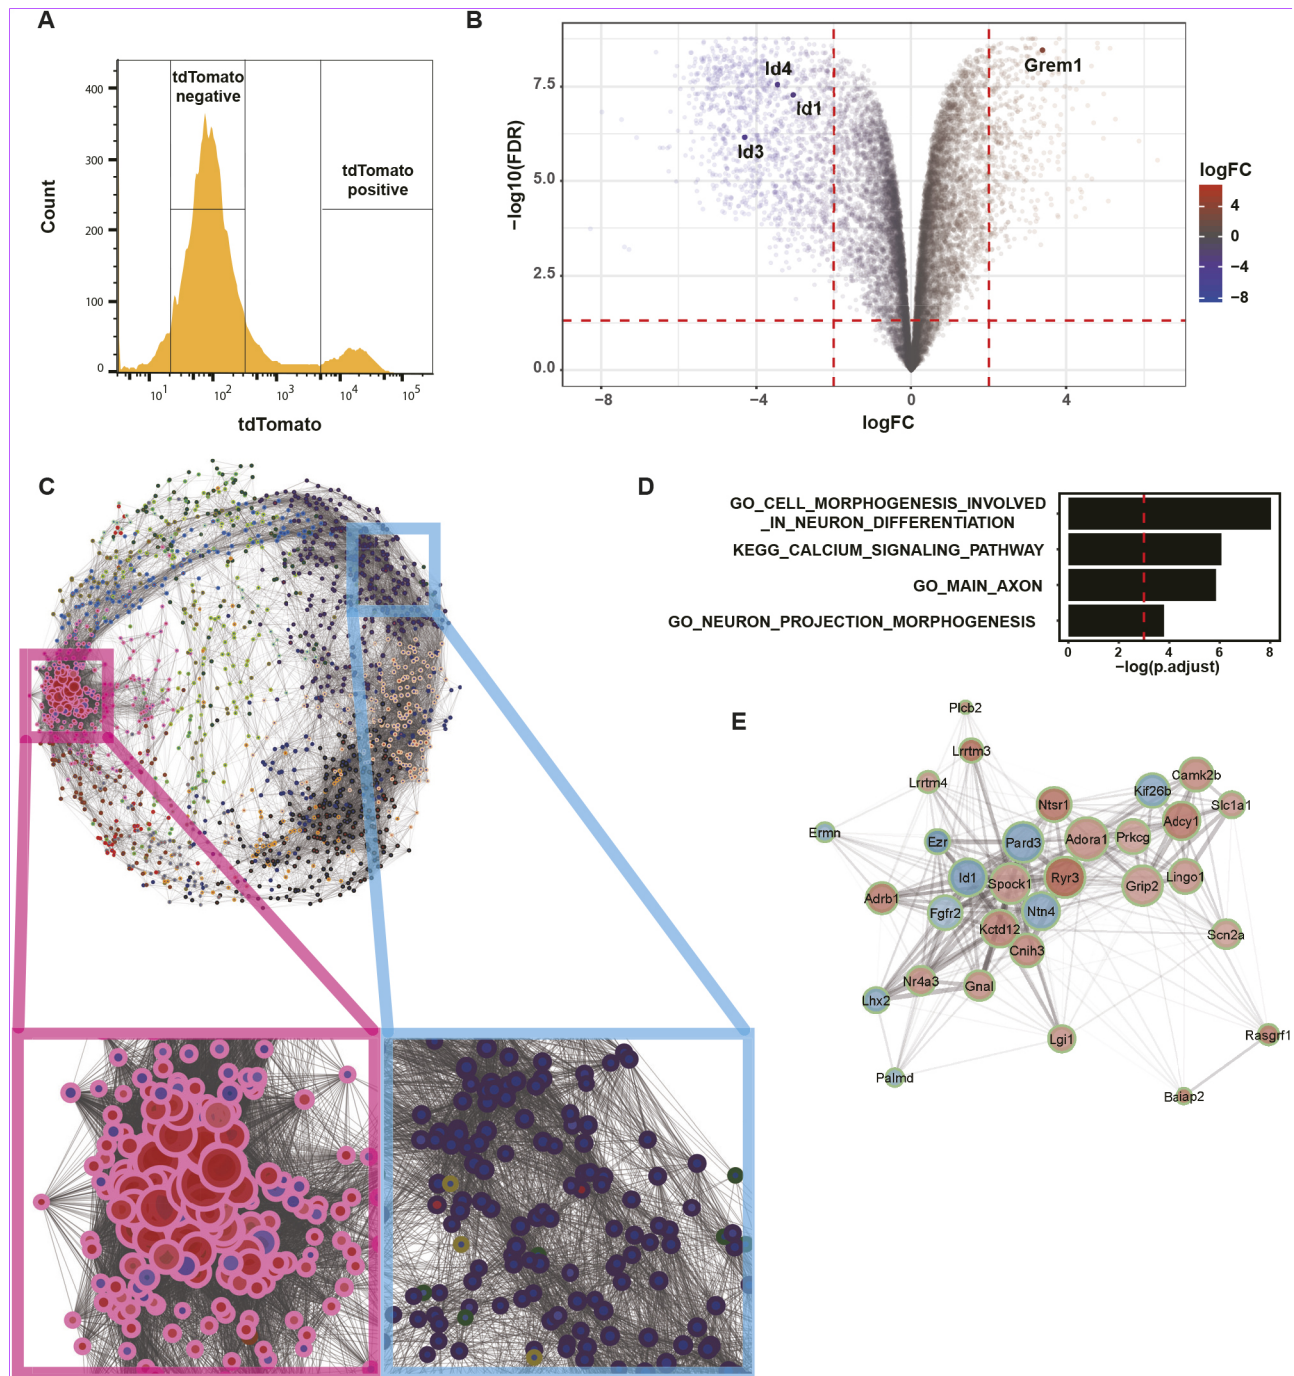 A
tdTomato
negative
tdTomato
positive
400
300
200
100
0
Count
10^1
10^2
10^3
10^4
10^5
tdTomato
B
Id4
Id1
Id3
Grem1
7.5
5.0
2.5
0.0
−log10(FDR)
−8
−4
0
4
logFC
logFC
4
0
−4
−8
C
D
GO_CELL_MORPHOGENESIS_INVOLVED
_IN_NEURON_DIFFERENTIATION
KEGG_CALCIUM_SIGNALING_PATHWAY
GO_MAIN_AXON
GO_NEURON_PROJECTION_MORPHOGENESIS
0
2
4
6
8
−log(p.adjust)
E
Plcb2
Lrrtm3
Lrrtm4
Ntsr1
Kif26b
Camk2b
Slc1a1
Ermn
Ezr
Pard3
Adora1
Prkcg
Adcy1
Id1
Spock1
Ryr3
Grip2
Lingo1
Adrb1
Fgfr2
Ntn4
Kctd12
Scn2a
Cnih3
Nr4a3
Gnal
Lhx2
Lgi1
Rasgrf1
Palmd
Baiap2